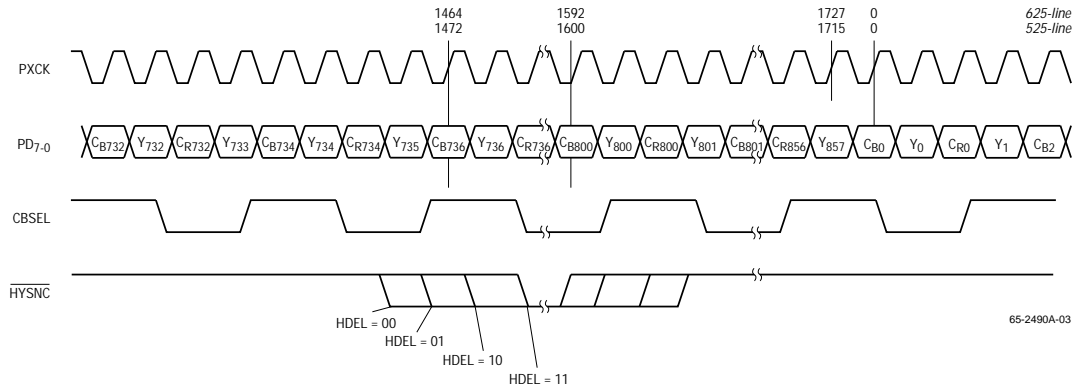 1464 1592 1727 0 625-line
1472 1600 1715 0 525-line
PXCK
PD7-0 CB732 Y732 CR732 Y733 CB734 Y734 CR734 Y735 CB736 Y736 CR736 CB800 Y800 CR800 Y801 CB801 CR856 Y857 CB0 Y0 CR0 Y1 CB2
CBSEL
HYSNC
65-2490A-03
HDEL = 00
HDEL = 01
HDEL = 10
HDEL = 11